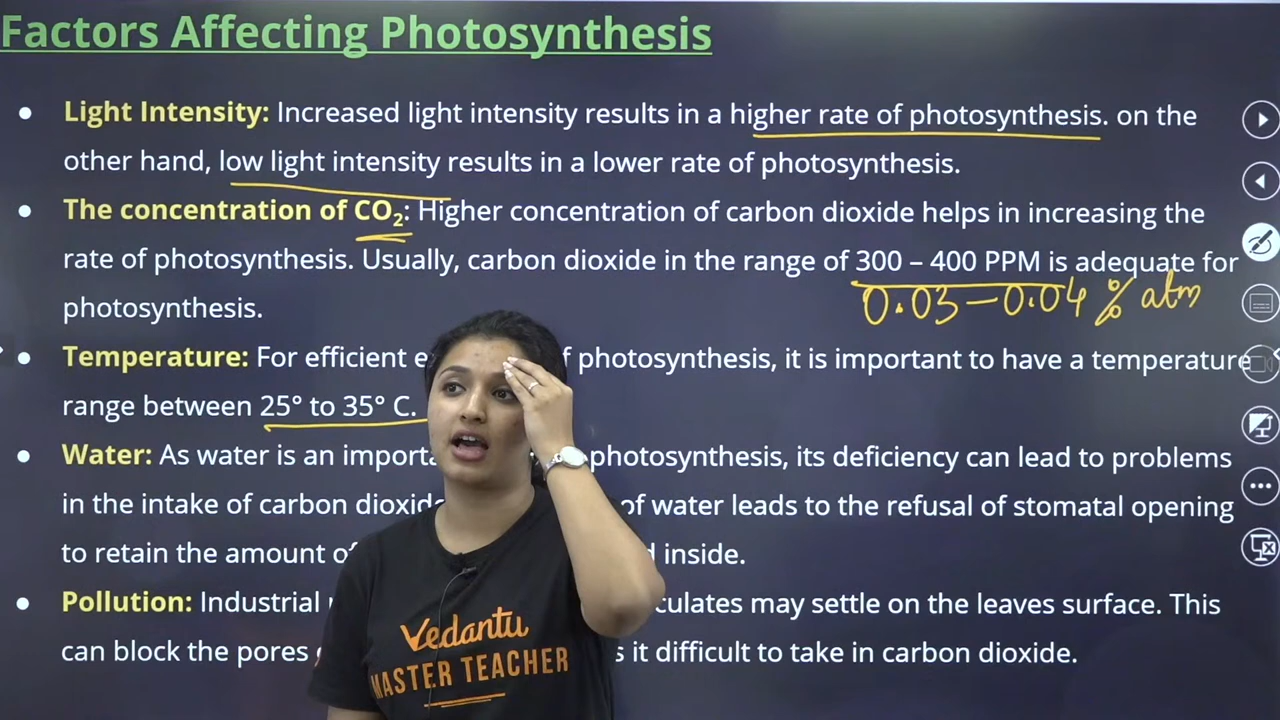 Factors Affecting Photosynthesis
• Light Intensity: Increased light intensity results in a higher rate of photosynthesis. on the
other hand, low light intensity results in a lower rate of photosynthesis.
• The concentration of CO₂: Higher concentration of carbon dioxide helps in increasing the
rate of photosynthesis. Usually, carbon dioxide in the range of 300 – 400 PPM is adequate for
0.03 – 0.04 % atm
photosynthesis.
• Temperature: For efficient photosynthesis, it is important to have a temperature
range between 25° to 35° C.
• Water: As water is an photosynthesis, its deficiency can lead to problems
in the intake of carbon of water leads to the refusal of stomatal opening
to retain the amount of inside.
• Pollution: Industrial may settle on the leaves surface. This
can block the pores it difficult to take in carbon dioxide.
Vedantu
MASTER TEACHER